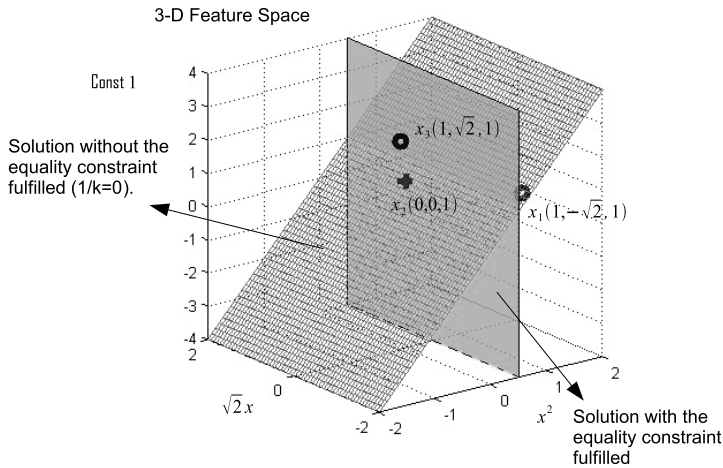 3-D Feature Space
Const 1
Solution without the
equality constraint
fulfilled (1/k=0).
4
3
2
1
0
-1
-2
-3
-4
x₃(1,√2,1)
x₂(0,0,1)
x₁(1,−√2,1)
2
0
-2
√2 x
-2
-1
0
1
2
x²
Solution with the
equality constraint
fulfilled